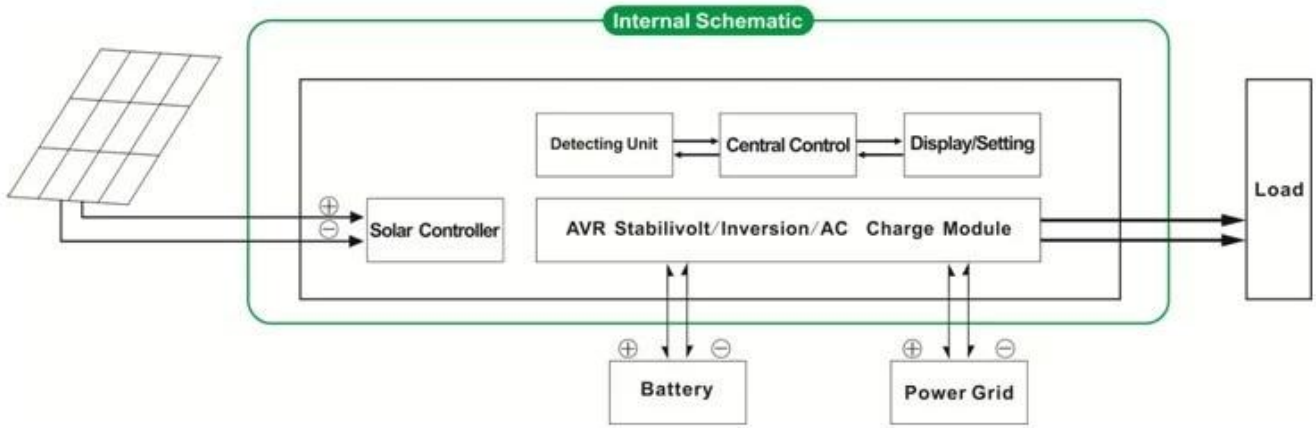 Internal Schematic
Detecting Unit
Central Control
Display/Setting
Load
⊕
⊖
Solar Controller
AVR Stabilivolt/Inversion/AC Charge Module
⊕ ⊖
⊕ ⊖
Battery
Power Grid